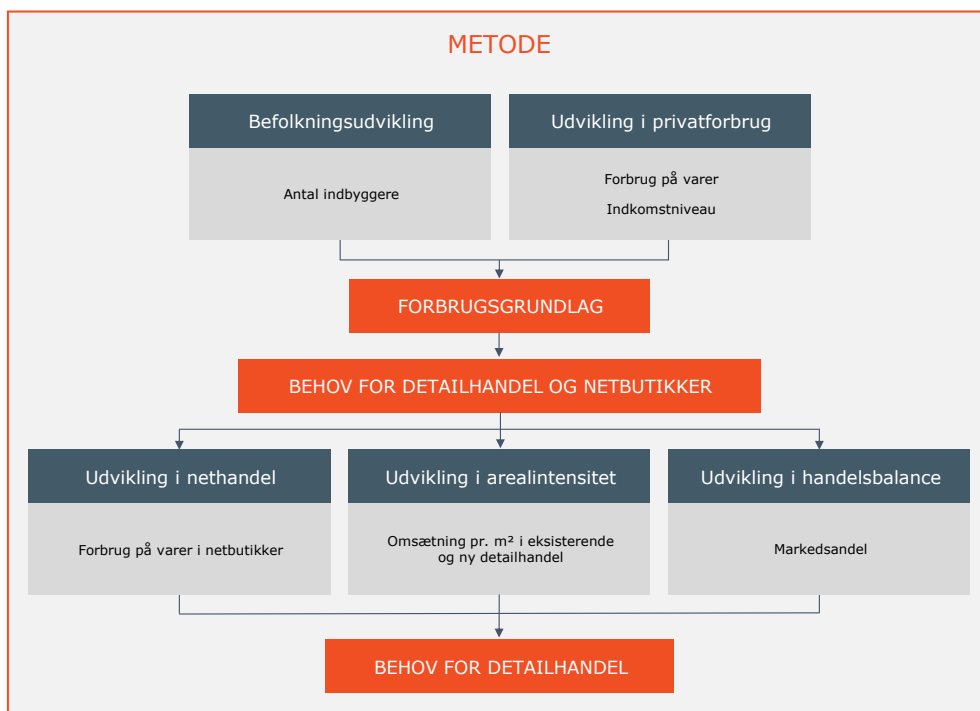 METODE
Befolkningsudvikling
Antal indbyggere
Udvikling i privatforbrug
Forbrug på varer
Indkomstniveau
FORBRUGSGRUNDLAG
BEHOV FOR DETAILHANDEL OG NETBUTIKKER
Udvikling i nethandel
Forbrug på varer i netbutikker
Udvikling i arealintensitet
Omsætning pr. m² i eksisterende
og ny detailhandel
Udvikling i handelsbalance
Markedsandel
BEHOV FOR DETAILHANDEL